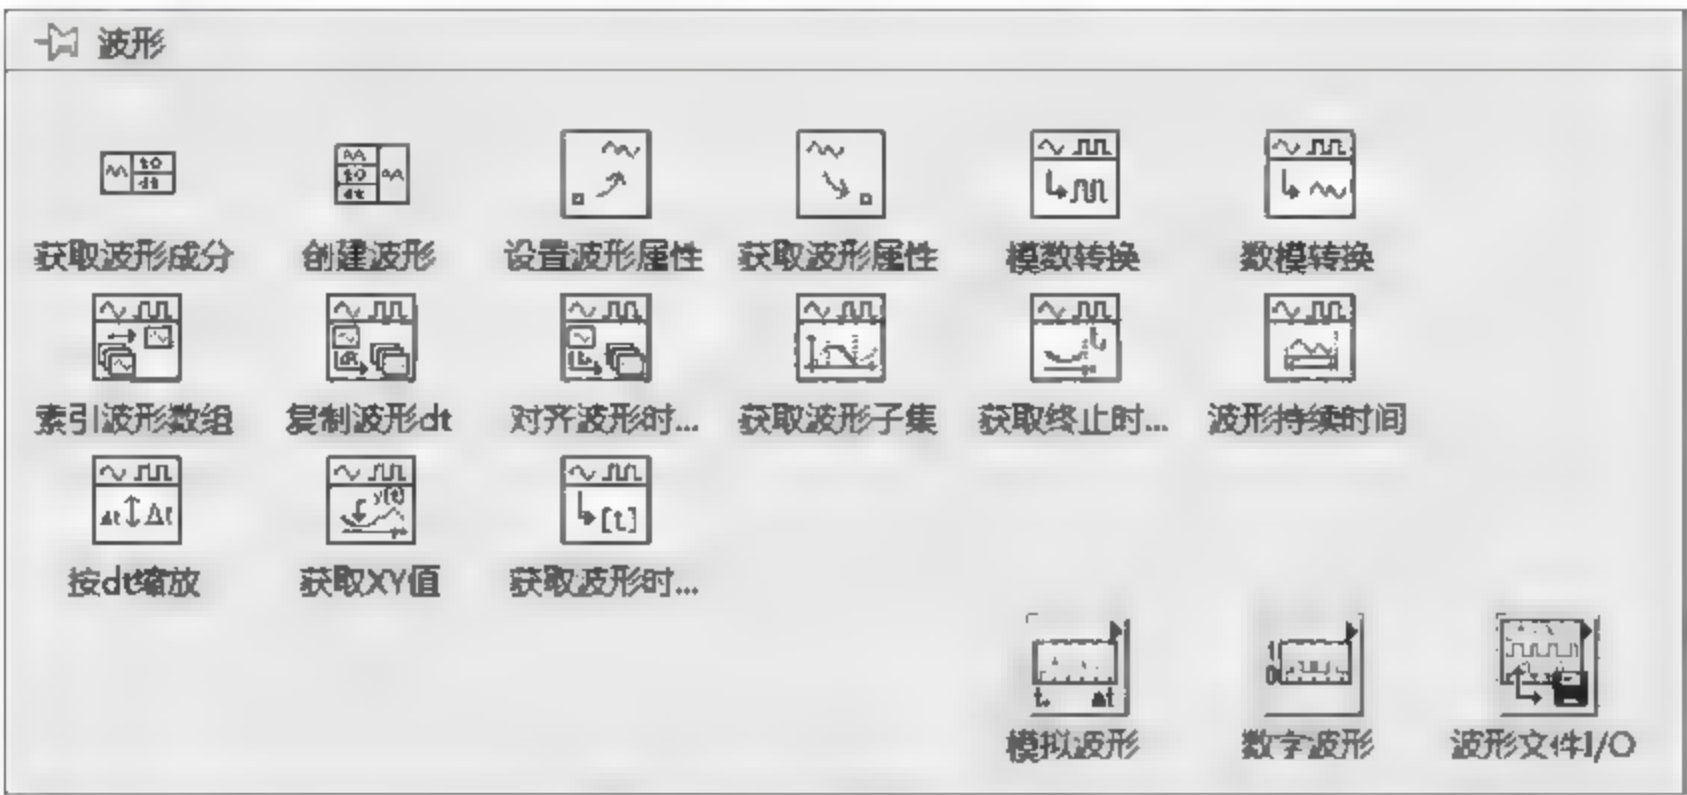 波形
获取波形成分 创建波形 设置波形属性 获取波形属性 模数转换 数模转换
索引波形数组 复制波形dt 对齐波形时... 获取波形子集 获取终止时... 波形持续时间
按dt缩放 获取XY值 获取波形时...
模拟波形 数字波形 波形文件I/O